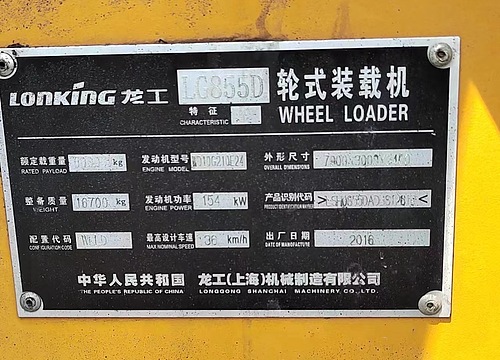 LONKING 龙工 LG855D 轮式装载机
特征
CHARACTERISTIC
WHEEL LOADER
额定载重量 kg
RATED PAYLOAD
发动机型号
ENGINE MODEL
外形尺寸
OVERALL DIMENSIONS
整备质量 16700 kg
WEIGHT
发动机功率 154 kW
ENGINE POWER
产品识别代码
PRODUCT IDENTIFICATION NUMBER
配置代码
CONFIGURATION CODE
最高设计车速 36 km/h
MAX NOMINAL SPEED
出厂日期 2016
DATE OF MANUFACTURE
中华人民共和国 龙工(上海)机械制造有限公司
THE PEOPLE'S REPUBLIC OF CHINA LONGGONG SHANGHAI MACHINERY CO., LTD.